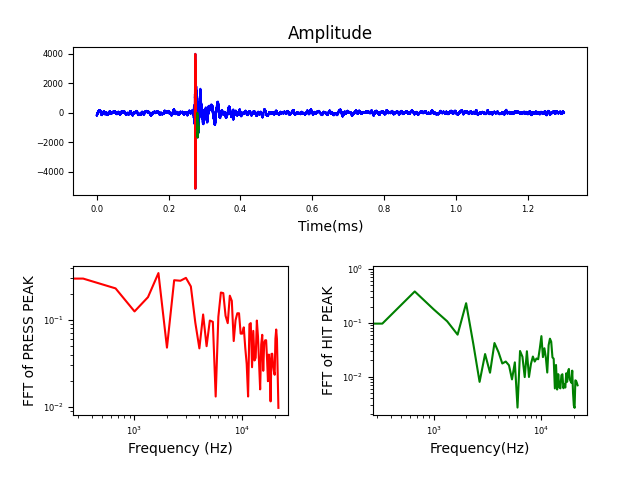 Amplitude
4000
2000
0
−2000
−4000
0.0 0.2 0.4 0.6 0.8 1.0 1.2
Time(ms)
FFT of PRESS PEAK
10⁻¹
10⁻²
10³ 10⁴
Frequency (Hz)
FFT of HIT PEAK
10⁰
10⁻¹
10⁻²
10³ 10⁴
Frequency(Hz)